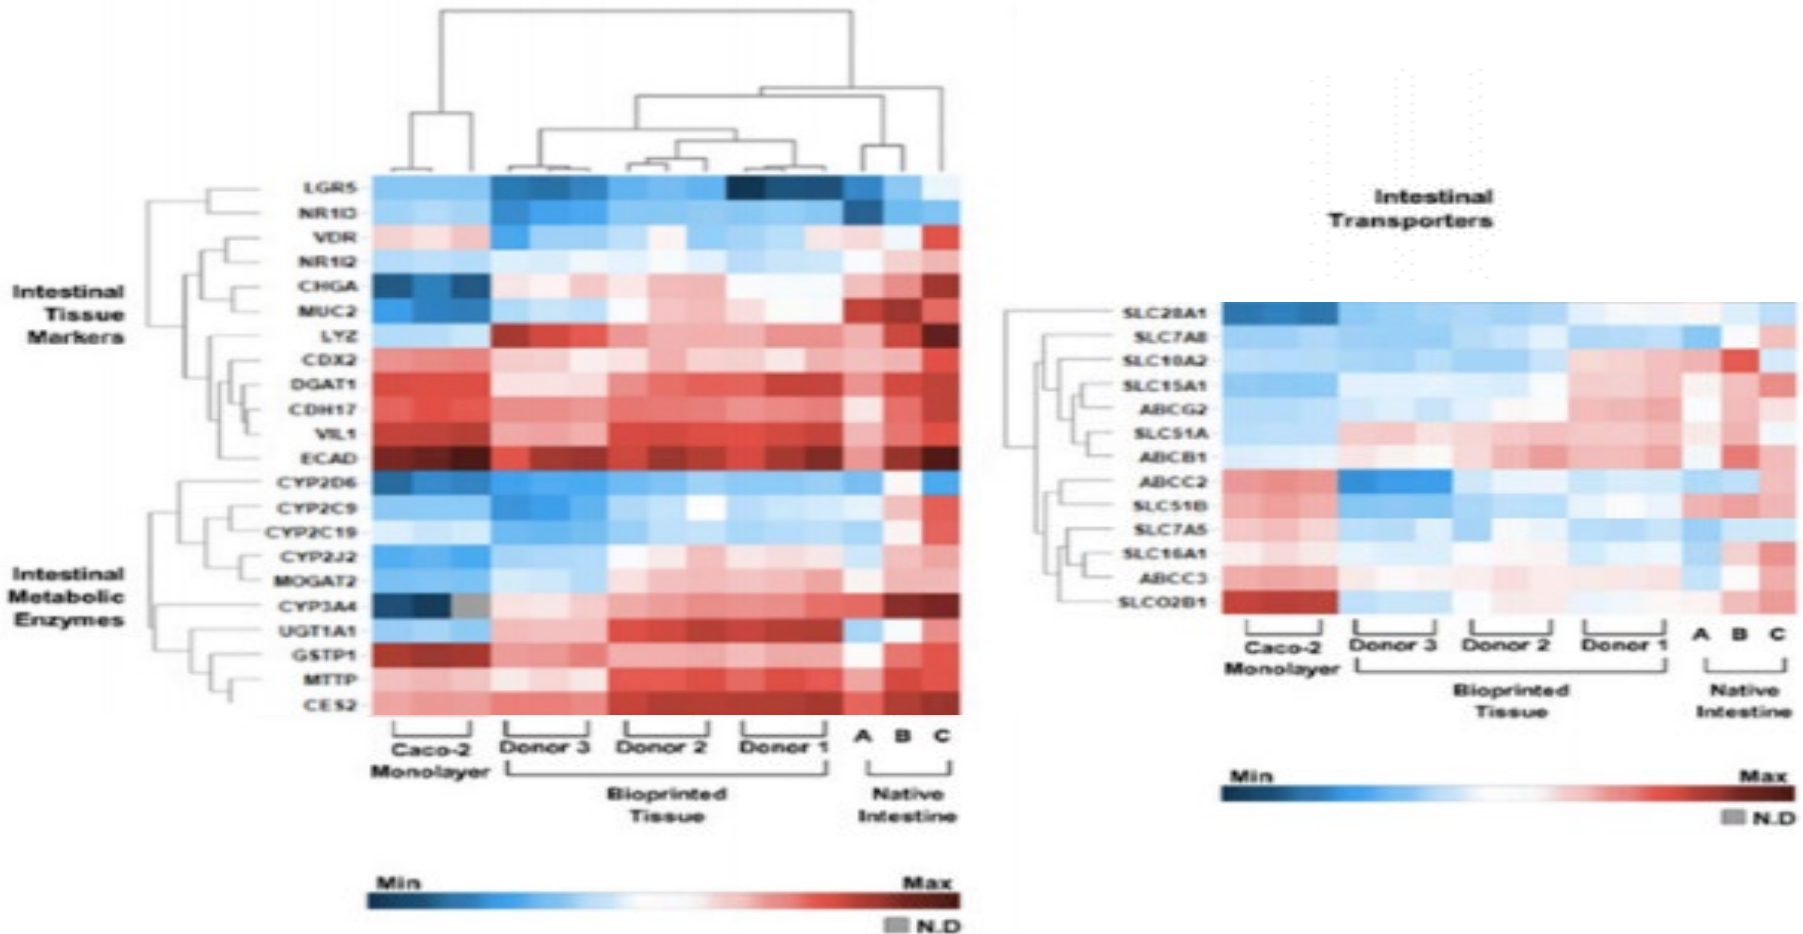 Intestinal
Tissue
Markers
LGR5
NR1I3
VDR
NR1I2
CHGA
MUC2
LYZ
CDX2
DGAT1
CDH17
VIL1
ECAD
Intestinal
Metabolic
Enzymes
CYP2D6
CYP2C9
CYP2C19
CYP2J2
MOGAT2
CYP3A4
UGT1A1
GSTP1
MTTP
CES2
Caco-2
Monolayer
Donor 3
Donor 2
Donor 1
A B C
Bioprinted
Tissue
Native
Intestine
Min
Max
N.D
Intestinal
Transporters
SLC28A1
SLC7A8
SLC10A2
SLC15A1
ABCG2
SLC51A
ABCB1
ABCC2
SLC51B
SLC7A5
SLC16A1
ABCC3
SLCO2B1
Caco-2
Monolayer
Donor 3
Donor 2
Donor 1
A B C
Bioprinted
Tissue
Native
Intestine
Min
Max
N.D